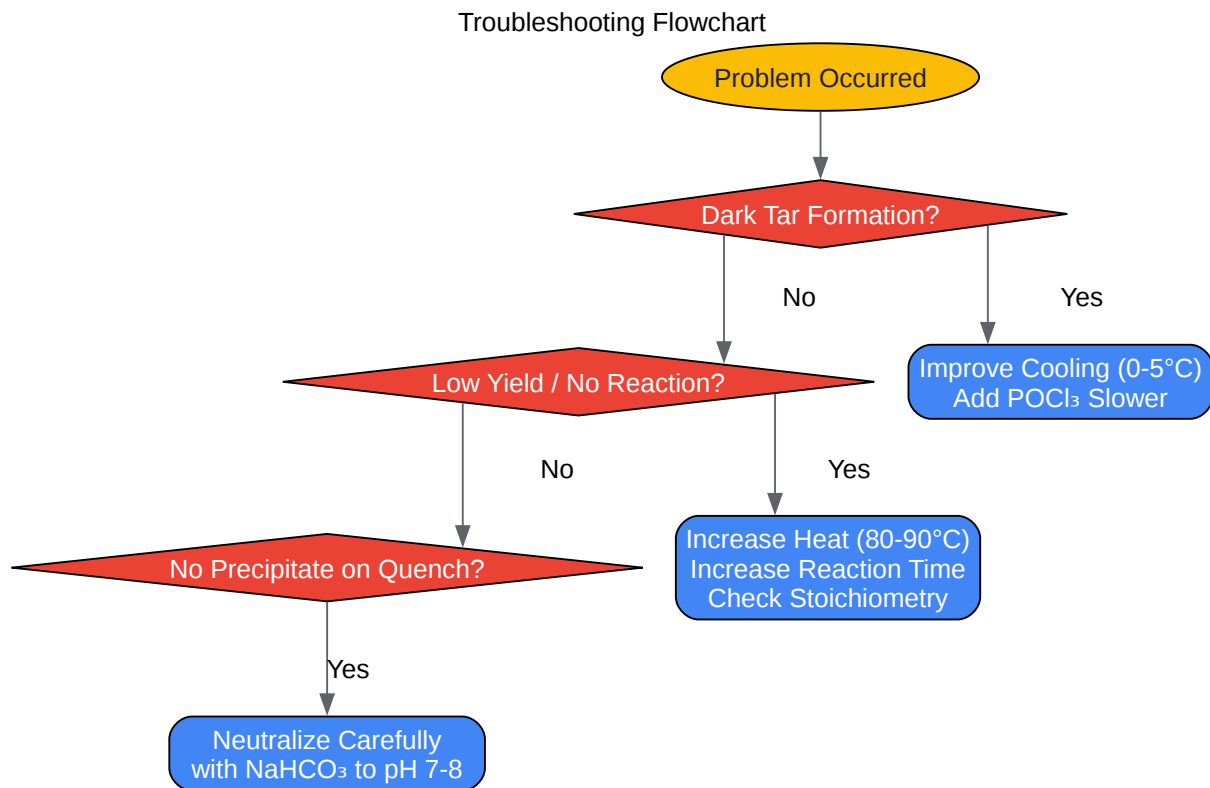 Troubleshooting Flowchart
Problem Occurred
Dark Tar Formation?
No
Yes
Improve Cooling (0-5°C)
Add POCl₃ Slower
Low Yield / No Reaction?
No
Yes
Increase Heat (80-90°C)
Increase Reaction Time
Check Stoichiometry
No Precipitate on Quench?
Yes
Neutralize Carefully
with NaHCO₃ to pH 7-8